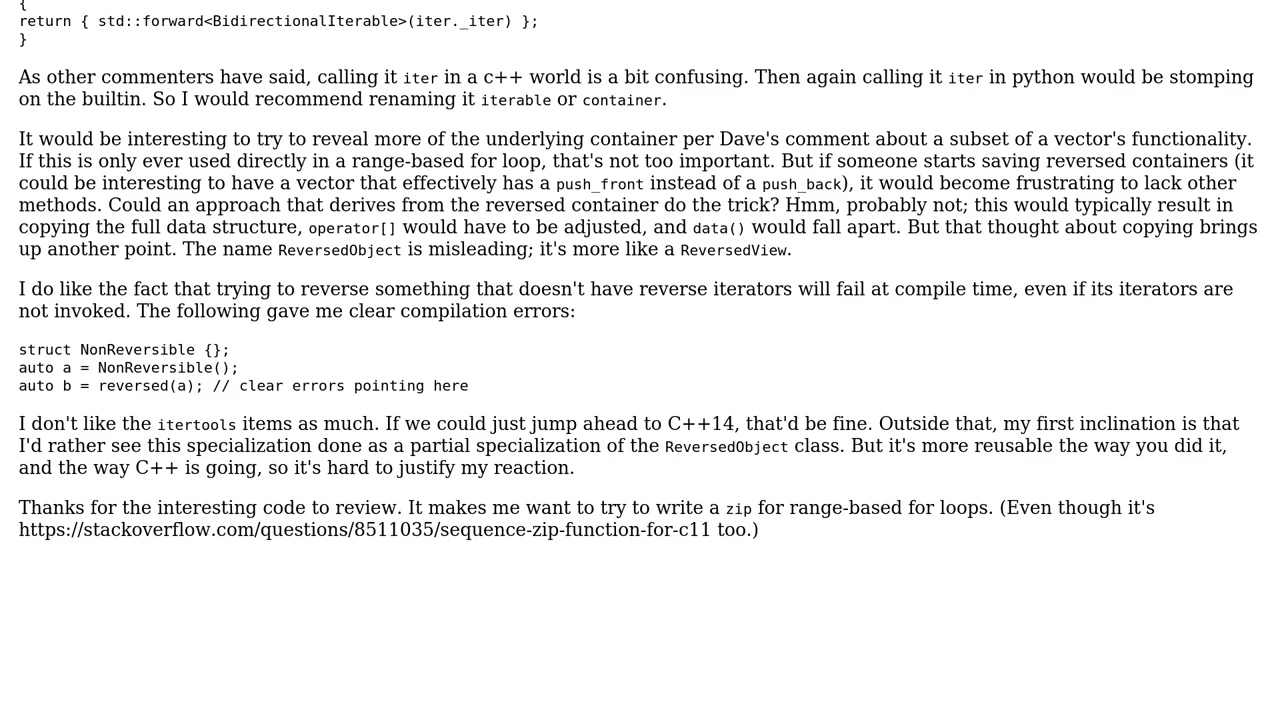 {
return { std::forward<BidirectionalIterable>(iter._iter) };
}
As other commenters have said, calling it iter in a c++ world is a bit confusing. Then again calling it iter in python would be stomping
on the builtin. So I would recommend renaming it iterable or container.
It would be interesting to try to reveal more of the underlying container per Dave's comment about a subset of a vector's functionality.
If this is only ever used directly in a range-based for loop, that's not too important. But if someone starts saving reversed containers (it
could be interesting to have a vector that effectively has a push_front instead of a push_back), it would become frustrating to lack other
methods. Could an approach that derives from the reversed container do the trick? Hmm, probably not; this would typically result in
copying the full data structure, operator[] would have to be adjusted, and data() would fall apart. But that thought about copying brings
up another point. The name ReversedObject is misleading; it's more like a ReversedView.
I do like the fact that trying to reverse something that doesn't have reverse iterators will fail at compile time, even if its iterators are
not invoked. The following gave me clear compilation errors:
struct NonReversible {};
auto a = NonReversible();
auto b = reversed(a); // clear errors pointing here
I don't like the itertools items as much. If we could just jump ahead to C++14, that'd be fine. Outside that, my first inclination is that
I'd rather see this specialization done as a partial specialization of the ReversedObject class. But it's more reusable the way you did it,
and the way C++ is going, so it's hard to justify my reaction.
Thanks for the interesting code to review. It makes me want to try to write a zip for range-based for loops. (Even though it's
https://stackoverflow.com/questions/8511035/sequence-zip-function-for-c11 too.)